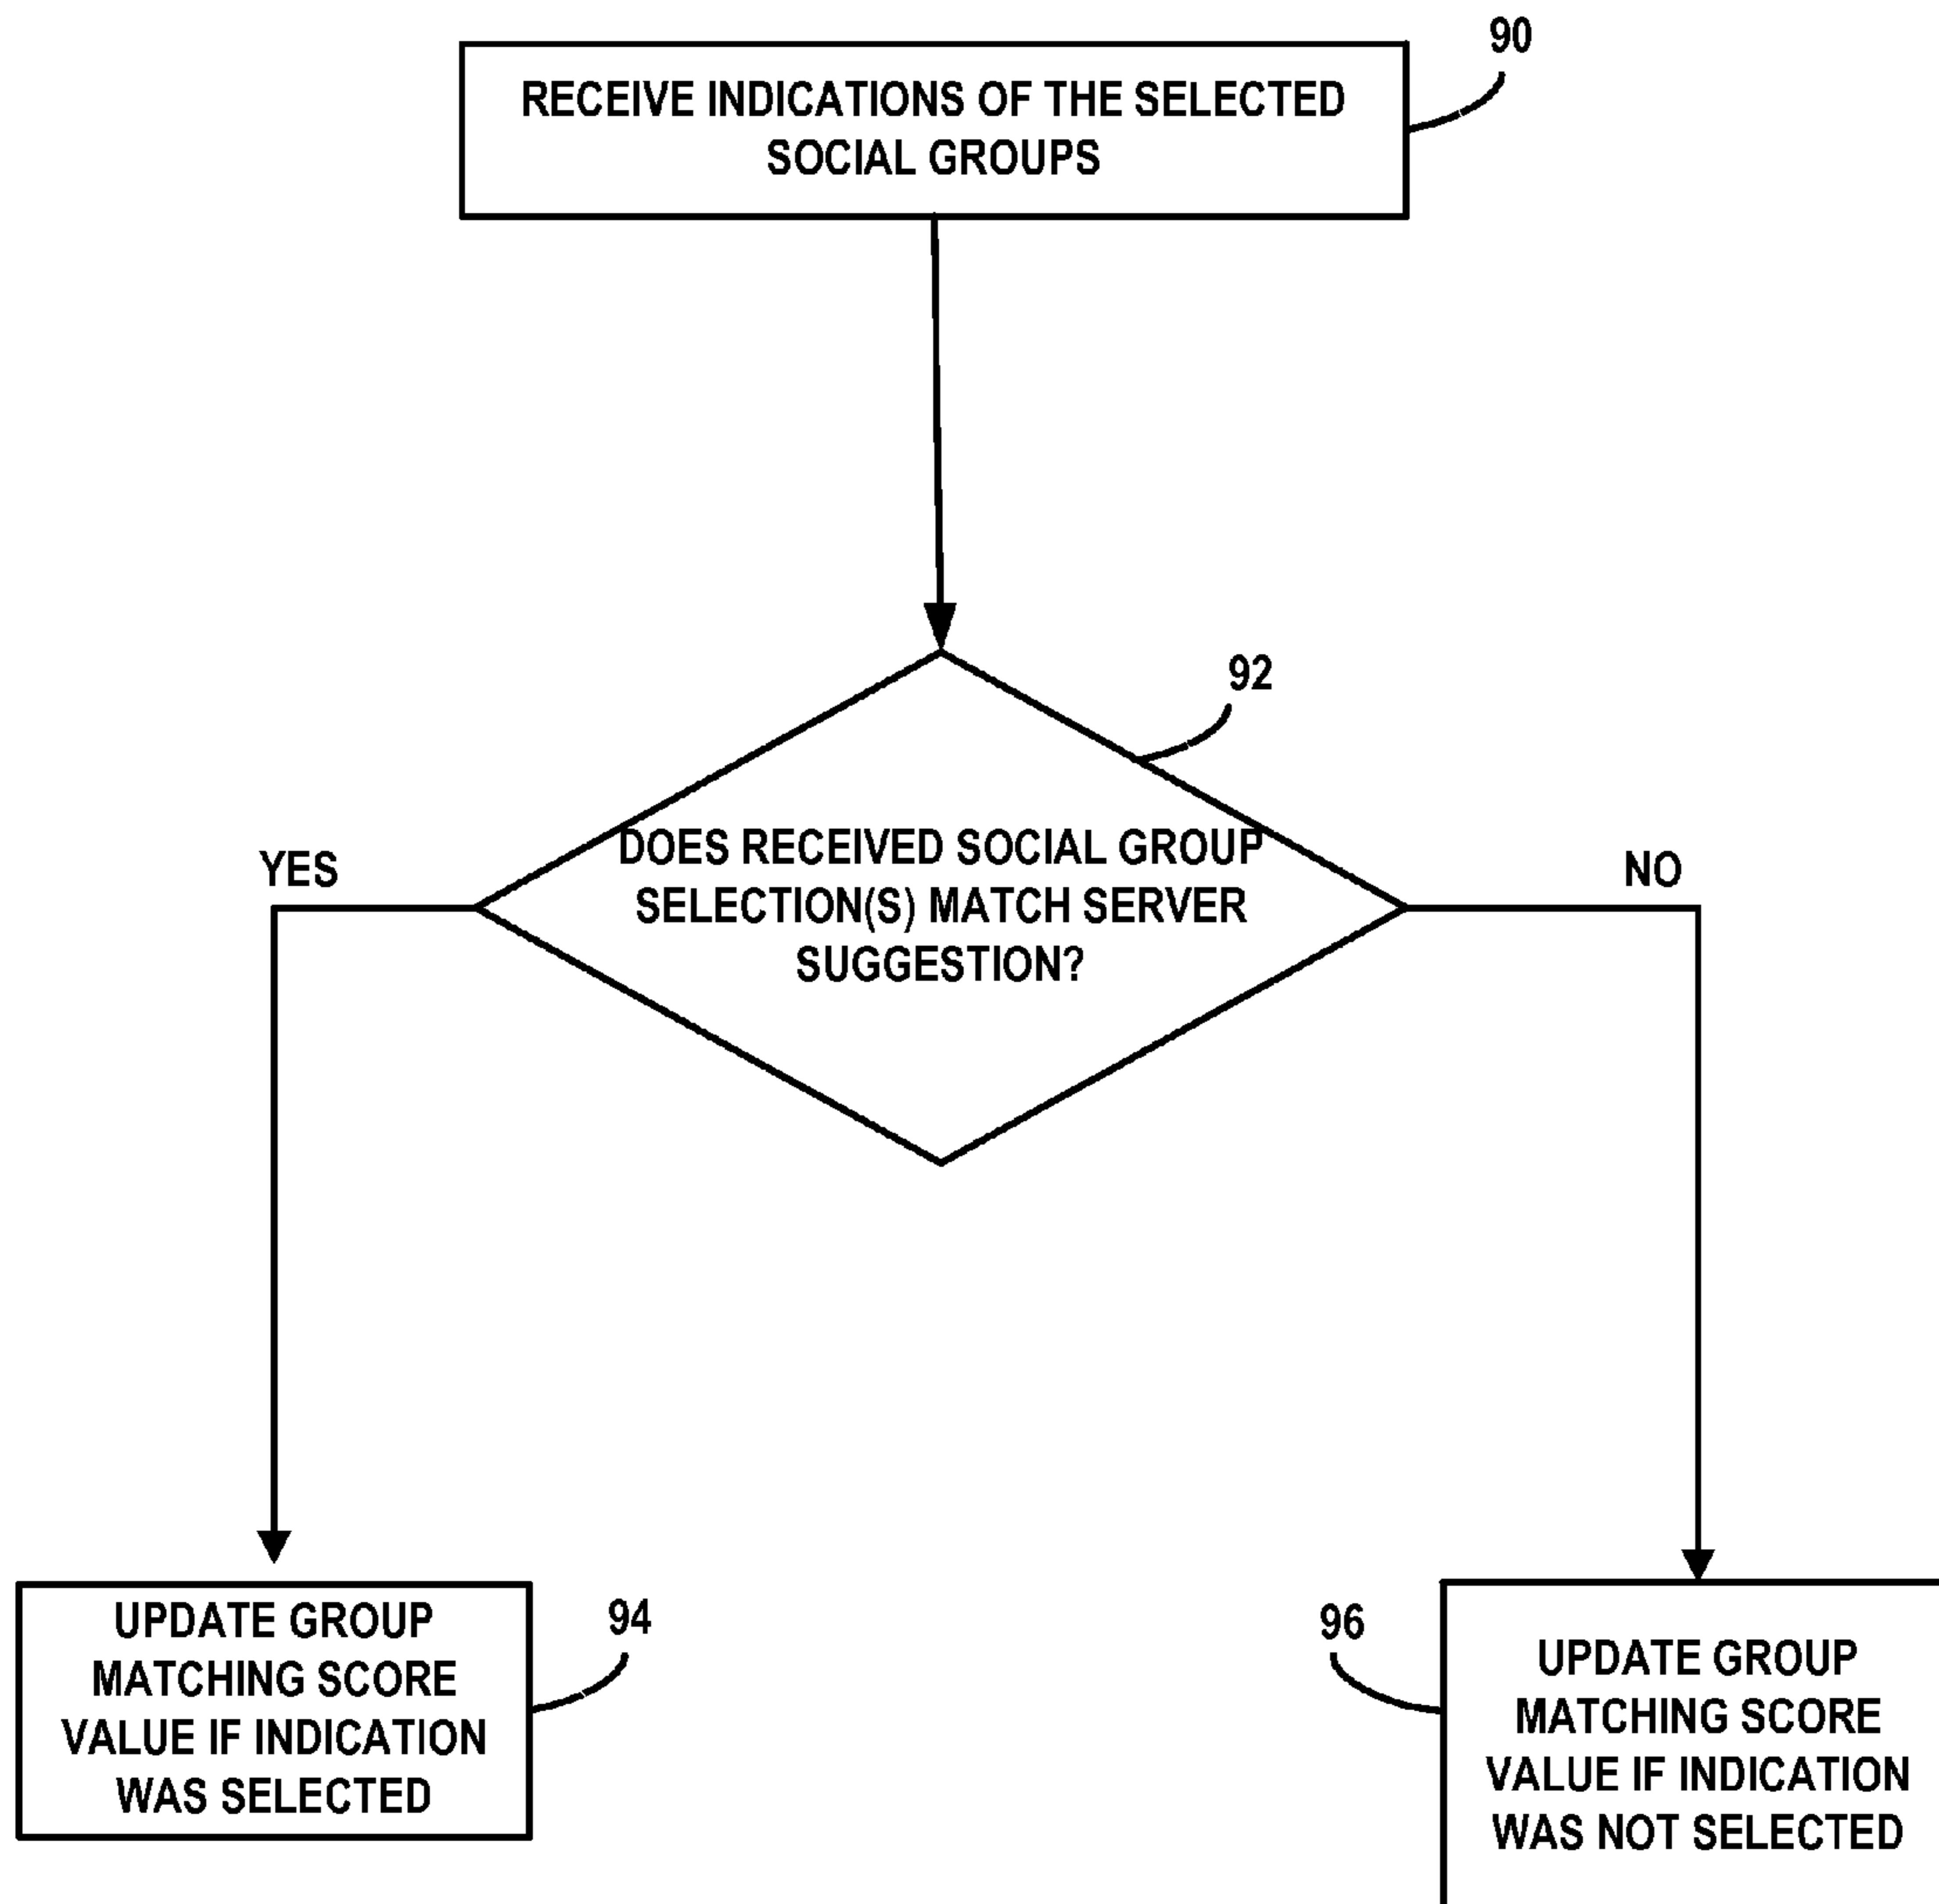 90
RECEIVE INDICATIONS OF THE SELECTED
SOCIAL GROUPS
92
DOES RECEIVED SOCIAL GROUP
SELECTION(S) MATCH SERVER
SUGGESTION?
YES
NO
UPDATE GROUP
MATCHING SCORE
VALUE IF INDICATION
WAS SELECTED
94
96
UPDATE GROUP
MATCHING SCORE
VALUE IF INDICATION
WAS NOT SELECTED